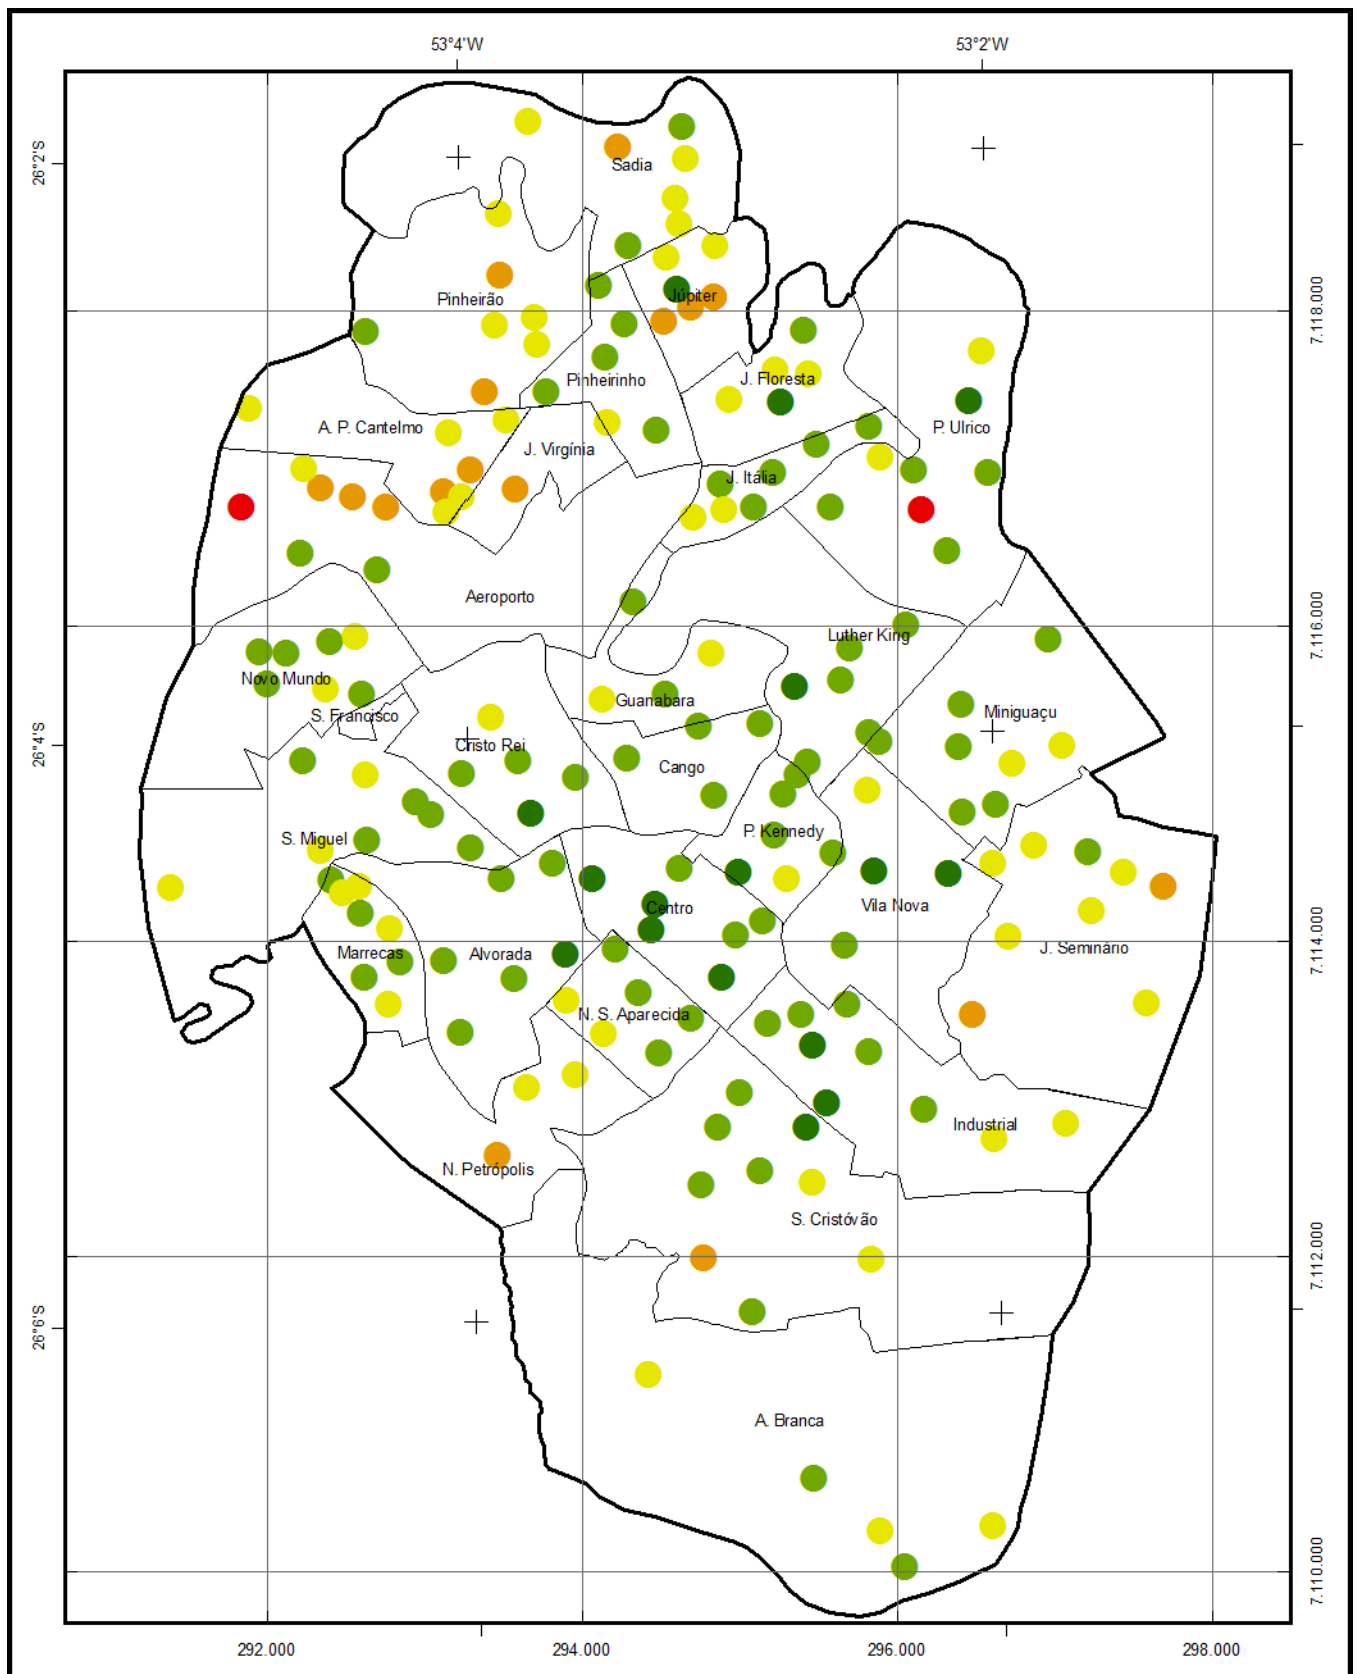 53°4'W
53°2'W
26°2'S
Sadia
Pinheirão
Júpiter
7.118.000
Pinheirinho
J. Floresta
A. P. Cantelmo
P. Ulrico
J. Virgínia
J. Itália
Aeroporto
7.116.000
Luther King
Novo Mundo
Guanabara
S. Francisco
Miniguaçu
26°4'S
Cristo Rei
Cango
P. Kennedy
S. Miguel
Centro
Vila Nova
7.114.000
J. Seminário
Marrecas
Alvorada
N. S. Aparecida
Industrial
N. Petrópolis
S. Cristóvão
7.112.000
26°6'S
A. Branca
7.110.000
292.000
294.000
296.000
298.000